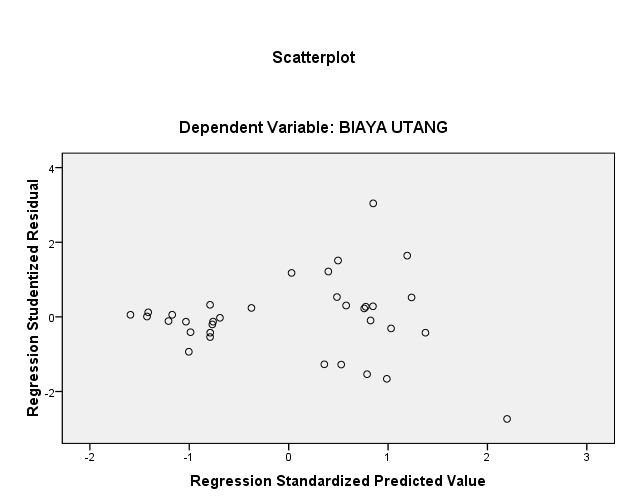 Scatterplot
Dependent Variable: BIAYA UTANG
Regression Studentized Residual
4
2
0
-2
-2
-1
0
1
2
3
Regression Standardized Predicted Value